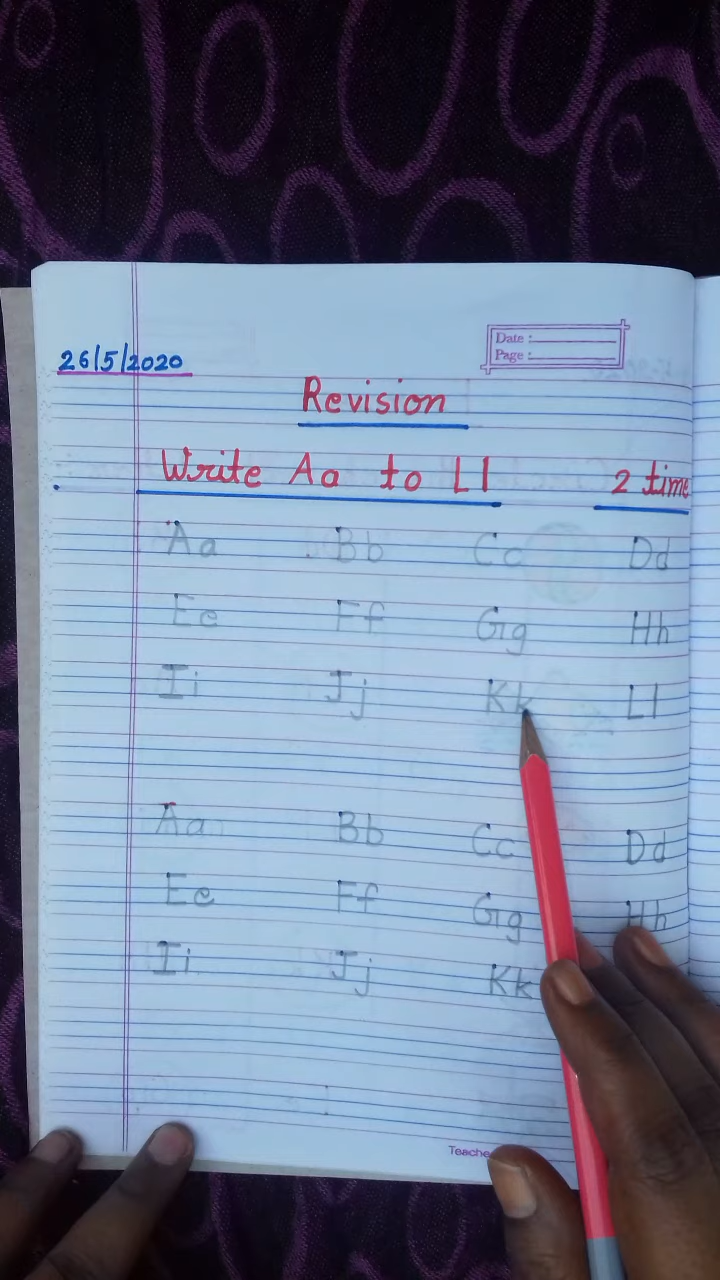 Date :
Page :
26/5/2020
Revision
Write Aa to Ll 2 time
Aa Bb Cc Dd
Ee Ff Gg Hh
Ii Jj Kk Ll
Aa Bb Cc Dd
Ee Ff Gg Hh
Ii Jj Kk
Teache